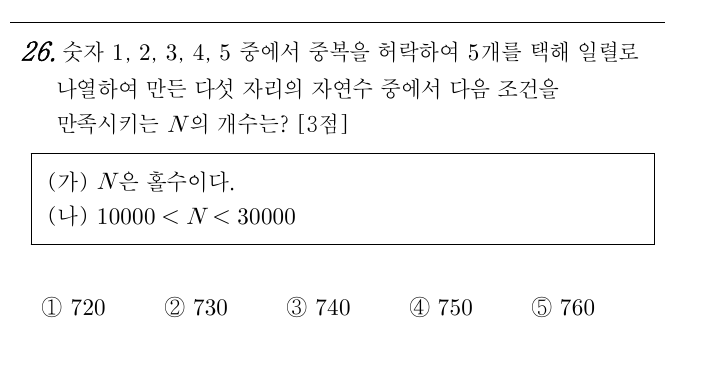 26. 숫자 1, 2, 3, 4, 5 중에서 중복을 허락하여 5개를 택해 일렬로
나열하여 만든 다섯 자리의 자연수 중에서 다음 조건을
만족시키는 N의 개수는? [3점]
(가) N은 홀수이다.
(나) 10000 < N < 30000
① 720 ② 730 ③ 740 ④ 750 ⑤ 760